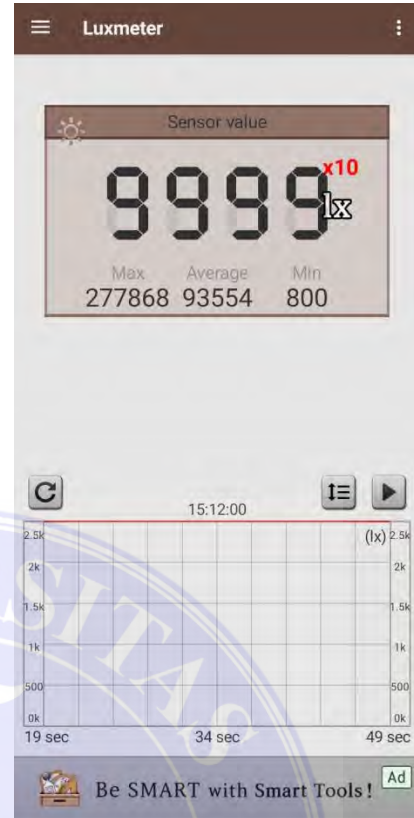 Luxmeter
Sensor value
9999 x10 lx
Max Average Min
277868 93554 800
15:12:00
(lx)
2.5k 2.5k
2k 2k
1.5k 1.5k
1k 1k
500 500
0k 0k
19 sec 34 sec 49 sec
Be SMART with Smart Tools! Ad
SITAS